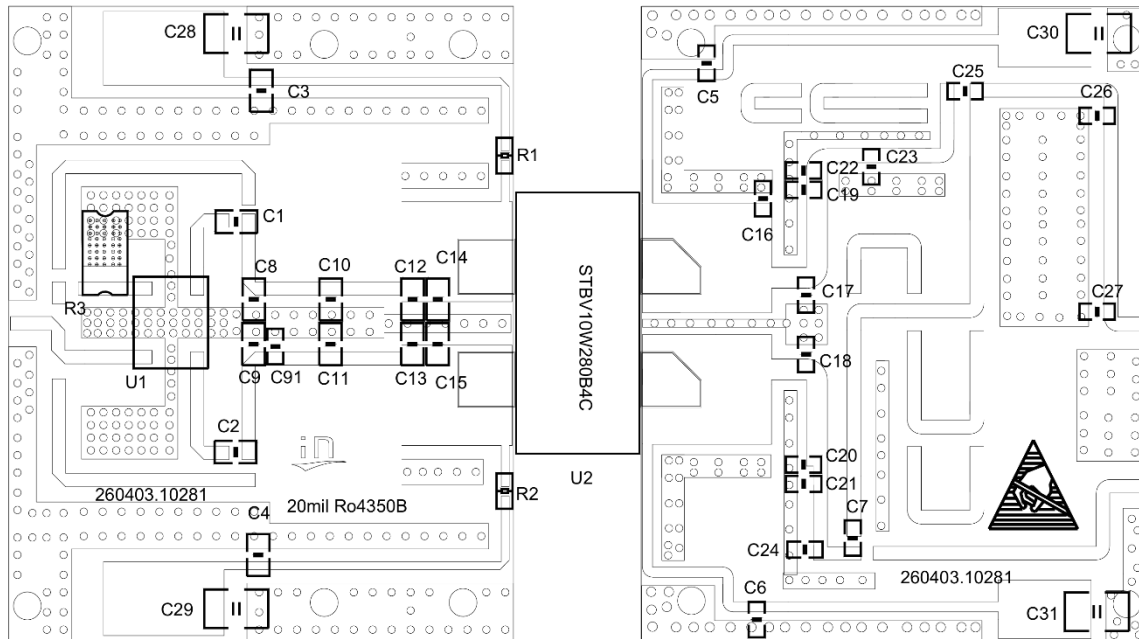 C28
C30
C5
C3
C25
C26
R1
C23
C22
C19
C16
C1
R3
C8
C10
C12
C14
STBV10W280B4C
C17
C27
U1
C9
C91
C11
C13
C15
C18
C2
in
U2
C20
C21
260403.10281
20mil Ro4350B
R2
C4
C7
C24
260403.10281
C29
C6
C31